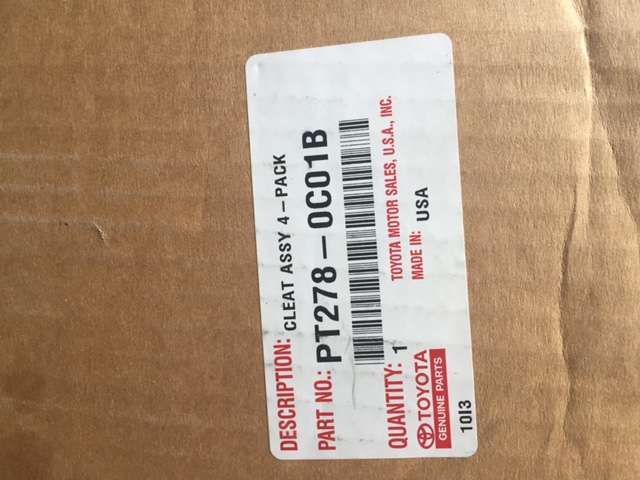 DESCRIPTION: CLEAT ASSY 4-PACK
PART NO.: PT278-0C01B
QUANTITY: 1
TOYOTA MOTOR SALES, U.S.A., INC.
MADE IN: USA
TOYOTA
GENUINE PARTS
10I3